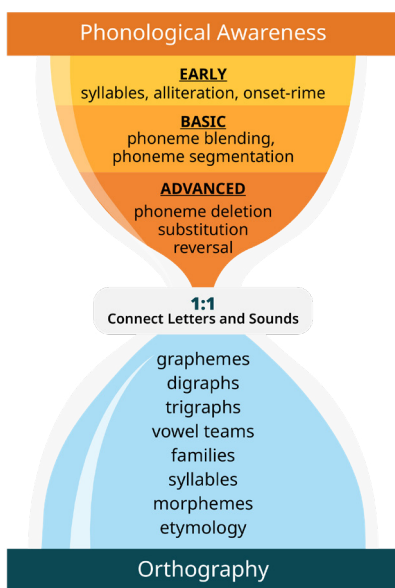 Phonological Awareness
EARLY
syllables, alliteration, onset-rime
BASIC
phoneme blending,
phoneme segmentation
ADVANCED
phoneme deletion
substitution
reversal
1:1
Connect Letters and Sounds
graphemes
digraphs
trigraphs
vowel teams
families
syllables
morphemes
etymology
Orthography